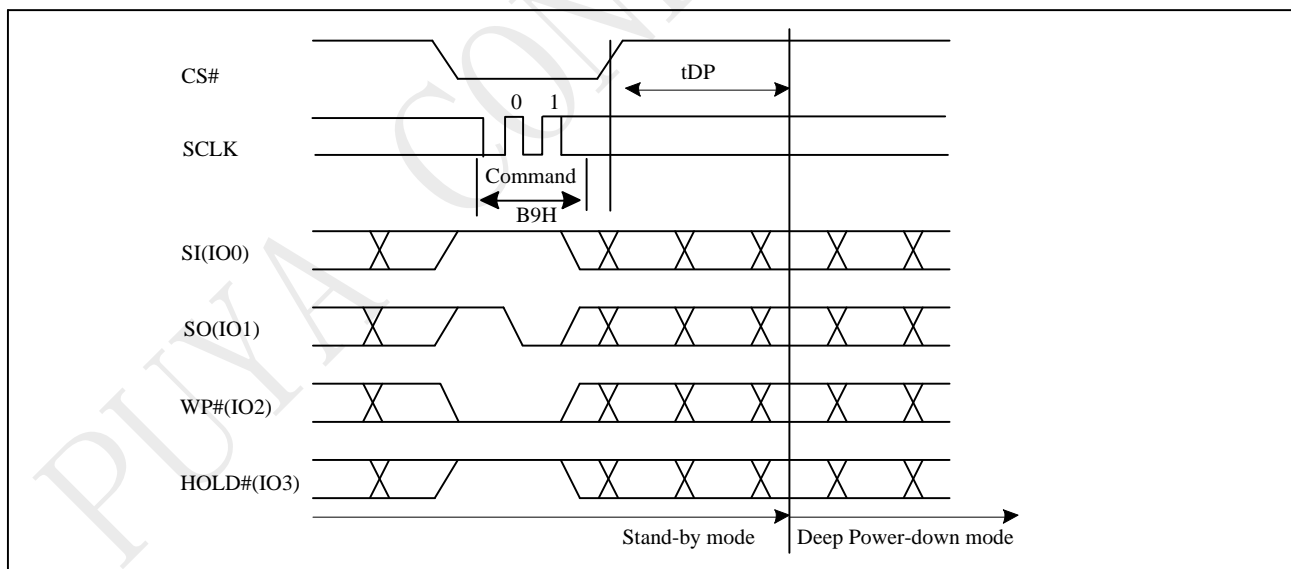 CS#
tDP
0 1
SCLK
Command
B9H
SI(IO0)
SO(IO1)
WP#(IO2)
HOLD#(IO3)
Stand-by mode Deep Power-down mode
PUYA